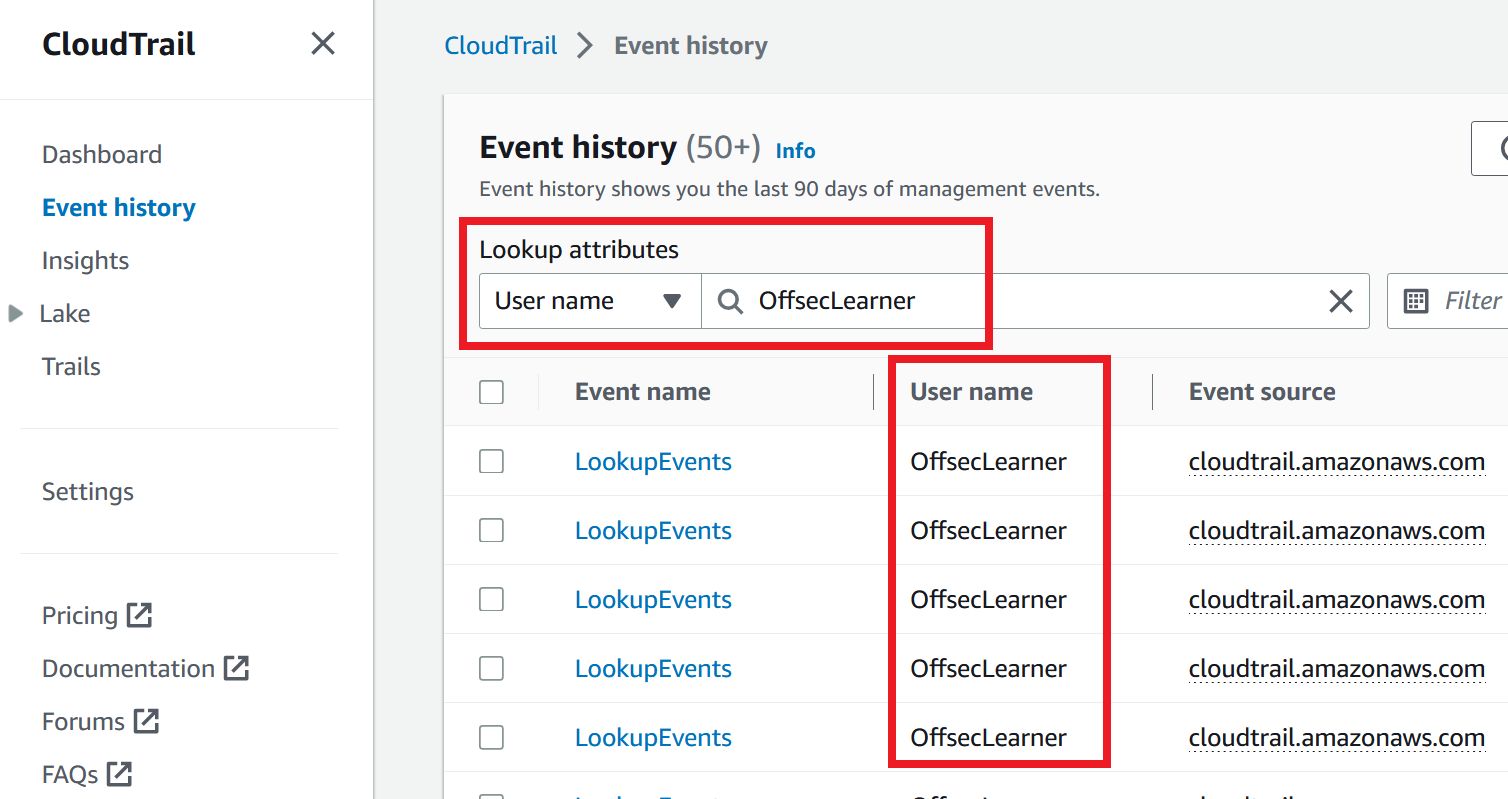 CloudTrail
Dashboard
Event history
Insights
Lake
Trails
Settings
Pricing
Documentation
Forums
FAQs
CloudTrail > Event history
Event history (50+) Info
Event history shows you the last 90 days of management events.
Lookup attributes
User name OffsecLearner Filter
Event name User name Event source
LookupEvents OffsecLearner cloudtrail.amazonaws.com
LookupEvents OffsecLearner cloudtrail.amazonaws.com
LookupEvents OffsecLearner cloudtrail.amazonaws.com
LookupEvents OffsecLearner cloudtrail.amazonaws.com
LookupEvents OffsecLearner cloudtrail.amazonaws.com